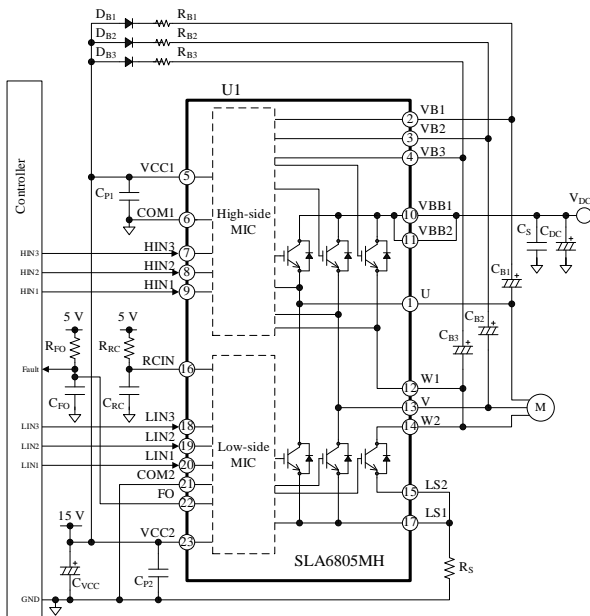 DB1
RB1
DB2
RB2
DB3
RB3
U1
Controller
VCC1
5
CP1
COM1
6
HIN3
HIN3
7
HIN2
HIN2
8
HIN1
HIN1
9
High-side
MIC
2
VB1
3
VB2
4
VB3
10
VBB1
11
VBB2
VDC
CS
CDC
CB1
1
U
CB2
CB3
5 V
5 V
RFO
RRC
RCIN
16
Fault
CFO
CRC
12
W1
13
V
14
W2
M
LIN3
LIN3
18
LIN2
LIN2
19
LIN1
LIN1
20
COM2
21
FO
22
Low-side
MIC
15
LS2
17
LS1
15 V
VCC2
23
SLA6805MH
RS
CVCC
CP2
GND